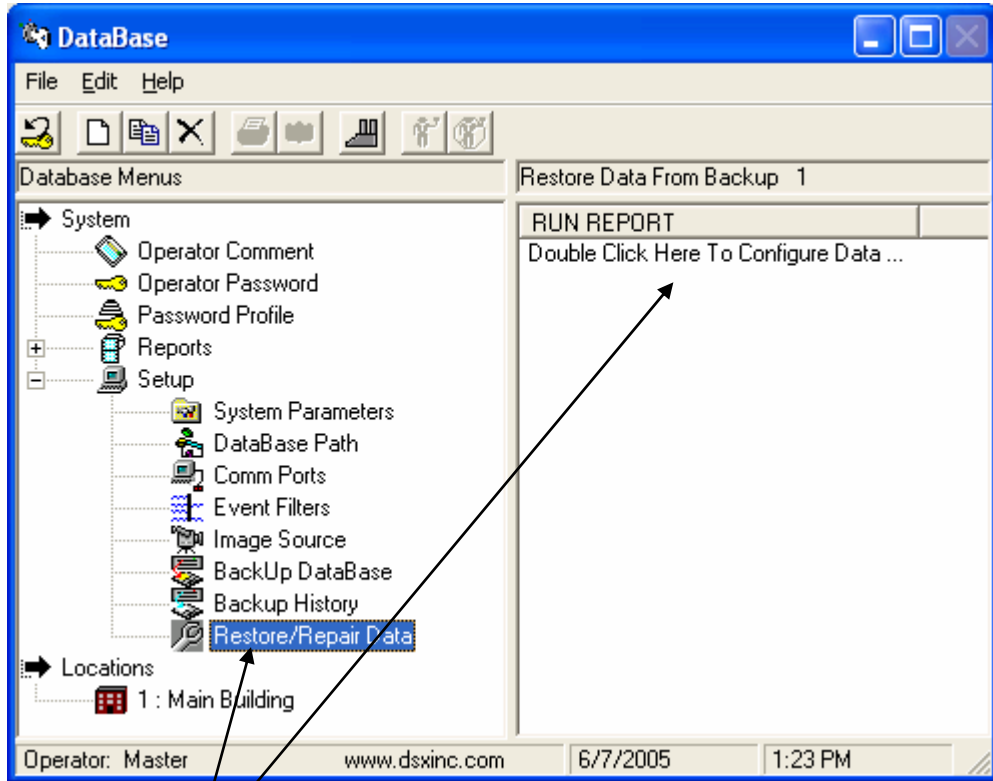 DataBase
File Edit Help
Database Menus
Restore Data From Backup 1
System
Operator Comment
Operator Password
Password Profile
Reports
Setup
System Parameters
DataBase Path
Comm Ports
Event Filters
Image Source
BackUp DataBase
Backup History
Restore/Repair Data
Locations
1 : Main Building
RUN REPORT
Double Click Here To Configure Data ...
Operator: Master www.dsxinc.com 6/7/2005 1:23 PM